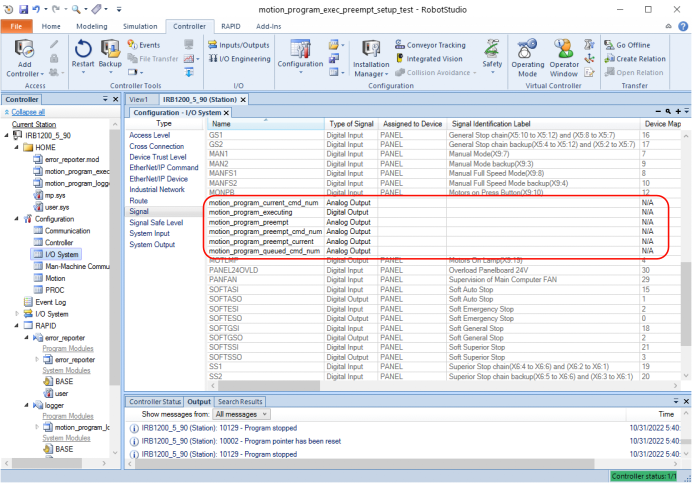 motion_program_exec_preempt_setup_test - RobotStudio
File Home Modeling Simulation Controller RAPID Add-Ins
Add Controller
Restart
Backup
Events
File Transfer
Inputs/Outputs
I/O Engineering
Configuration
Installation Manager
Conveyor Tracking
Integrated Vision
Collision Avoidance
Safety
Operating Mode
Operator Window
Go Offline
Create Relation
Open Relation
Access Controller Tools I/O Configuration Virtual Controller Transfer
Controller
Collapse all
Current Station
IRB1200_5_90
HOME
error_reporter.mod
motion_program_exec
motion_program_logg
rrp.sys
user.sys
Configuration
Communication
Controller
I/O System
Man-Machine Commu
Motion
PROC
Event Log
I/O System
RAPID
error_reporter
Program Modules
error_reporter
System Modules
BASE
user
logger
Program Modules
motion_program_lo
System Modules
BASE
View1 IRB1200_5_90 (Station) X
Configuration - I/O System X
Type
Access Level
Cross Connection
Device Trust Level
EtherNet/IP Command
EtherNet/IP Device
Industrial Network
Route
Signal
Signal Safe Level
System Input
System Output
Name Type of Signal Assigned to Device Signal Identification Label Device Map
GS1 Digital Input PANEL General Stop chain(X5:10 to X5:12) and (X5:8 to X5:7) 16
GS2 Digital Input PANEL General Stop chain backup(X5:4 to X5:12) and (X5:2 to X5:7) 17
MAN1 Digital Input PANEL Manual Mode(X9:7) 7
MAN2 Digital Input PANEL Manual Mode backup(X9:3) 9
MANFS1 Digital Input PANEL Manual Full Speed Mode(X9:8) 8
MANFS2 Digital Input PANEL Manual Full Speed Mode backup(X9:4) 10
MONPB Digital Input PANEL Motors on Press Button(X9:10) 12
motion_program_current_cmd_num Analog Output N/A
motion_program_executing Digital Output N/A
motion_program_preempt Analog Output N/A
motion_program_preempt_cmd_num Analog Output N/A
motion_program_preempt_current Analog Output N/A
motion_program_queued_cmd_num Analog Output N/A
MOTLMP Digital Output PANEL Motors On Lamp(X9:13) 4
PANEL24OVLD Digital Input PANEL Overload Panelboard 24V 30
PANFAN Digital Input PANEL Supervision of Main Computer FAN 29
SOFTASI Digital Input PANEL Soft Auto Stop 15
SOFTASO Digital Output PANEL Soft Auto Stop 1
SOFTESI Digital Input PANEL Soft Emergency Stop 2
SOFTESO Digital Output PANEL Soft Emergency Stop 0
SOFTGSI Digital Input PANEL Soft General Stop 18
SOFTGSO Digital Output PANEL Soft General Stop 2
SOFTSSI Digital Input PANEL Soft Superior Stop 21
SOFTSSO Digital Output PANEL Soft Superior Stop 3
SS1 Digital Input PANEL Superior Stop chain(X6:4 to X6:6) and (X6:2 to X6:1) 19
SS2 Digital Input PANEL Superior Stop chain backup(X6:5 to X6:6) and (X6:3 to X6:1) 20
Controller Status Output Search Results
Show messages from: All messages Time
IRB1200_5_90 (Station): 10129 - Program stopped 10/31/2022 5:40:
IRB1200_5_90 (Station): 10002 - Program pointer has been reset 10/31/2022 5:40:
IRB1200_5_90 (Station): 10129 - Program stopped 10/31/2022 5:40:
Controller status: 1/1